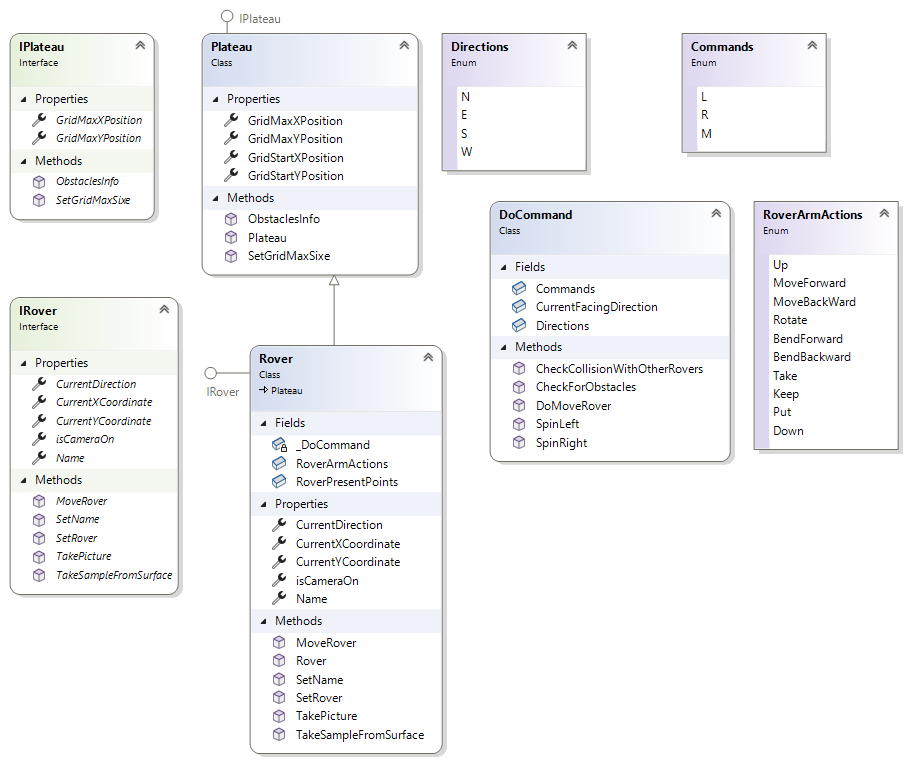 IPlateau
IPlateau
Interface
Properties
GridMaxXPosition
GridMaxYPosition
Methods
ObstaclesInfo
SetGridMaxSixe
Plateau
Class
Properties
GridMaxXPosition
GridMaxYPosition
GridStartXPosition
GridStartYPosition
Methods
ObstaclesInfo
Plateau
SetGridMaxSixe
Directions
Enum
N
E
S
W
Commands
Enum
L
R
M
DoCommand
Class
Fields
Commands
CurrentFacingDirection
Directions
Methods
CheckCollisionWithOtherRovers
CheckForObstacles
DoMoveRover
SpinLeft
SpinRight
RoverArmActions
Enum
Up
MoveForward
MoveBackWard
Rotate
BendForward
BendBackward
Take
Keep
Put
Down
IRover
Interface
Properties
CurrentDirection
CurrentXCoordinate
CurrentYCoordinate
isCameraOn
Name
Methods
MoveRover
SetName
SetRover
TakePicture
TakeSampleFromSurface
IRover
Rover
Class
Plateau
Fields
_DoCommand
RoverArmActions
RoverPresentPoints
Properties
CurrentDirection
CurrentXCoordinate
CurrentYCoordinate
isCameraOn
Name
Methods
MoveRover
Rover
SetName
SetRover
TakePicture
TakeSampleFromSurface